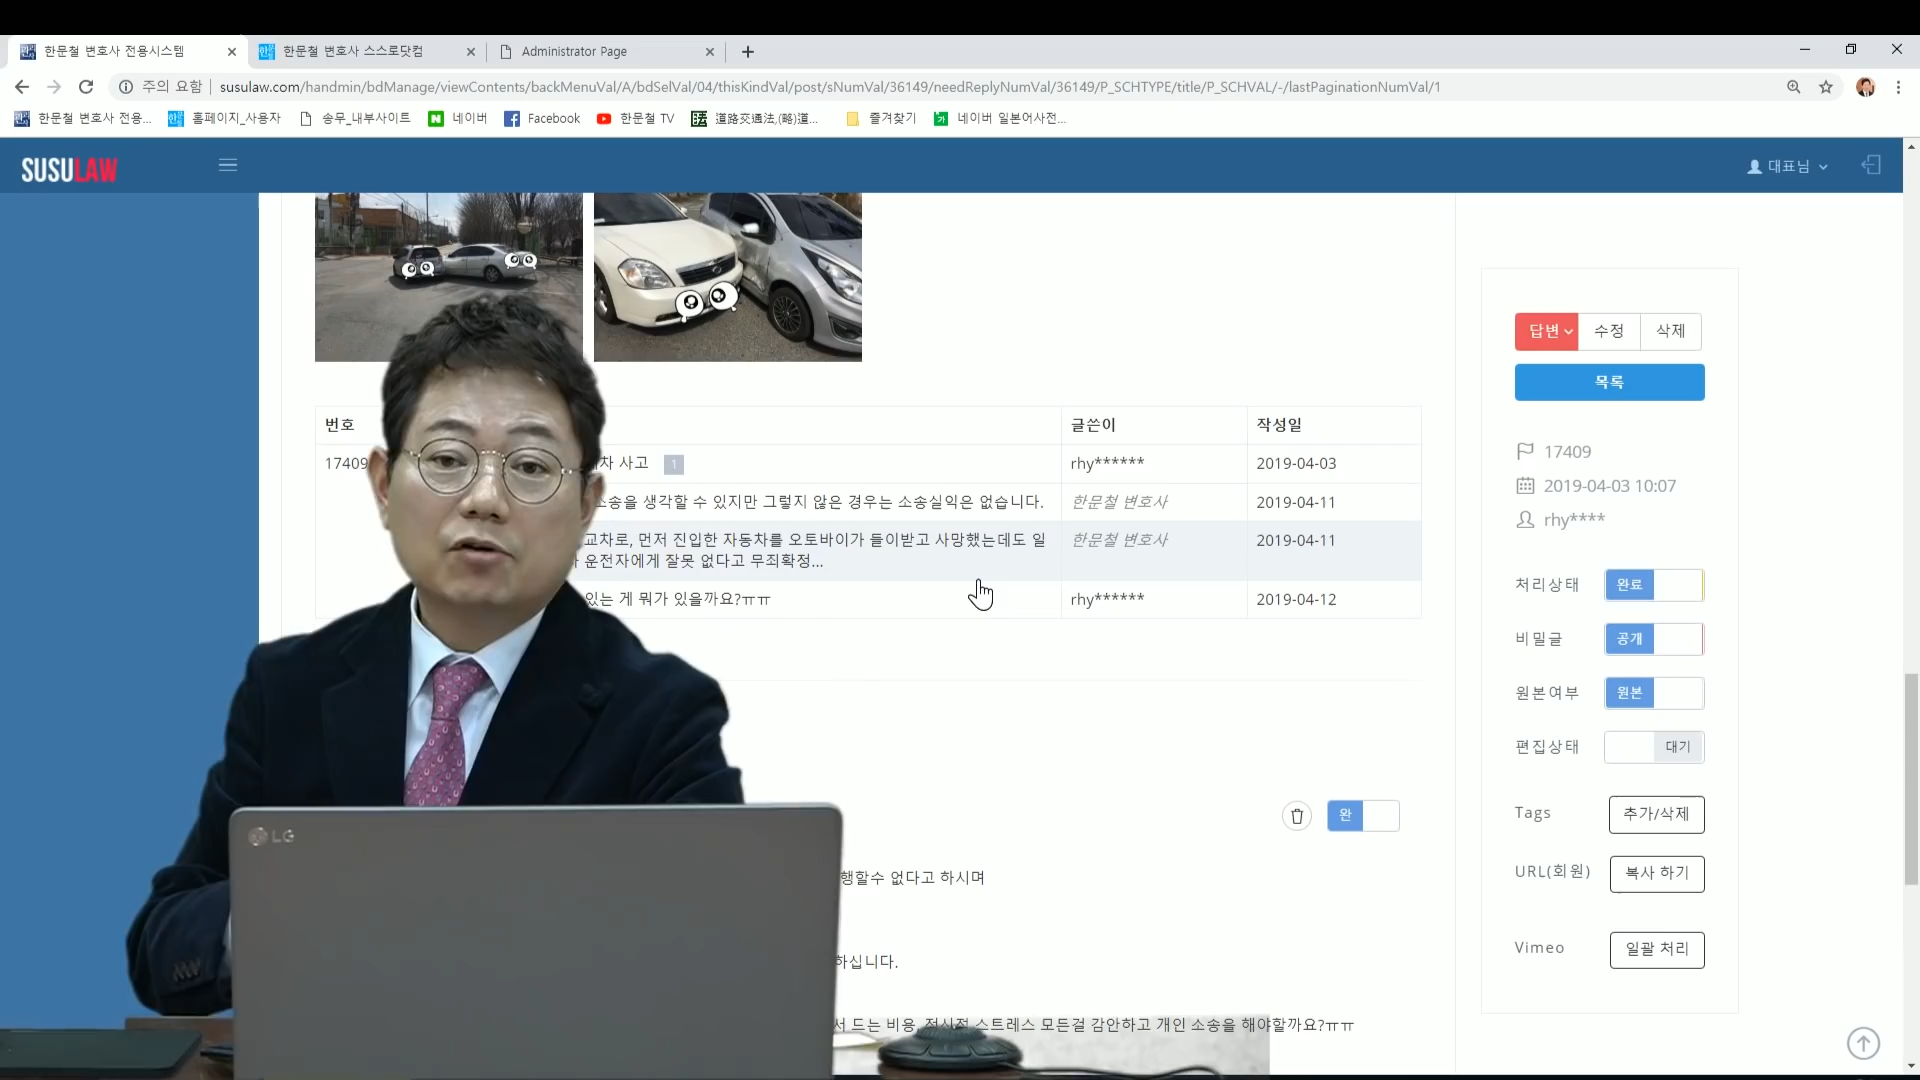 한문철 변호사 전용시스템
한문철 변호사 스스로닷컴
Administrator Page
주의 요함
susulaw.com/handmin/bdManage/viewContents/backMenuVal/A/bdSelVal/04/thisKindVal/post/sNumVal/36149/needReplyNumVal/36149/P_SCHTYPE/title/P_SCHVAL/-/lastPaginationNumVal/1
한문철 변호사 전용...
홈페이지_사용자
송무_내부사이트
네이버
Facebook
한문철 TV
道路交通法,(略)道...
즐겨찾기
네이버 일본어사전...
SUSULAW
대표님
번호
글쓴이
작성일
17409
차 사고
1
rhy******
2019-04-03
소송을 생각할 수 있지만 그렇지 않은 경우는 소송실익은 없습니다.
한문철 변호사
2019-04-11
교차로, 먼저 진입한 자동차를 오토바이가 들이받고 사망했는데도 일
운전자에게 잘못 없다고 무죄확정...
한문철 변호사
2019-04-11
있는 게 뭐가 있을까요?ㅠㅠ
rhy******
2019-04-12
완
행할수 없다고 하시며
하십니다.
서 드는 비용, 정신적 스트레스 모든걸 감안하고 개인 소송을 해야할까요?ㅠㅠ
LG
답변
수정
삭제
목록
17409
2019-04-03 10:07
rhy****
처리상태
완료
비밀글
공개
원본여부
원본
편집상태
대기
Tags
추가/삭제
URL(회원)
복사 하기
Vimeo
일괄 처리